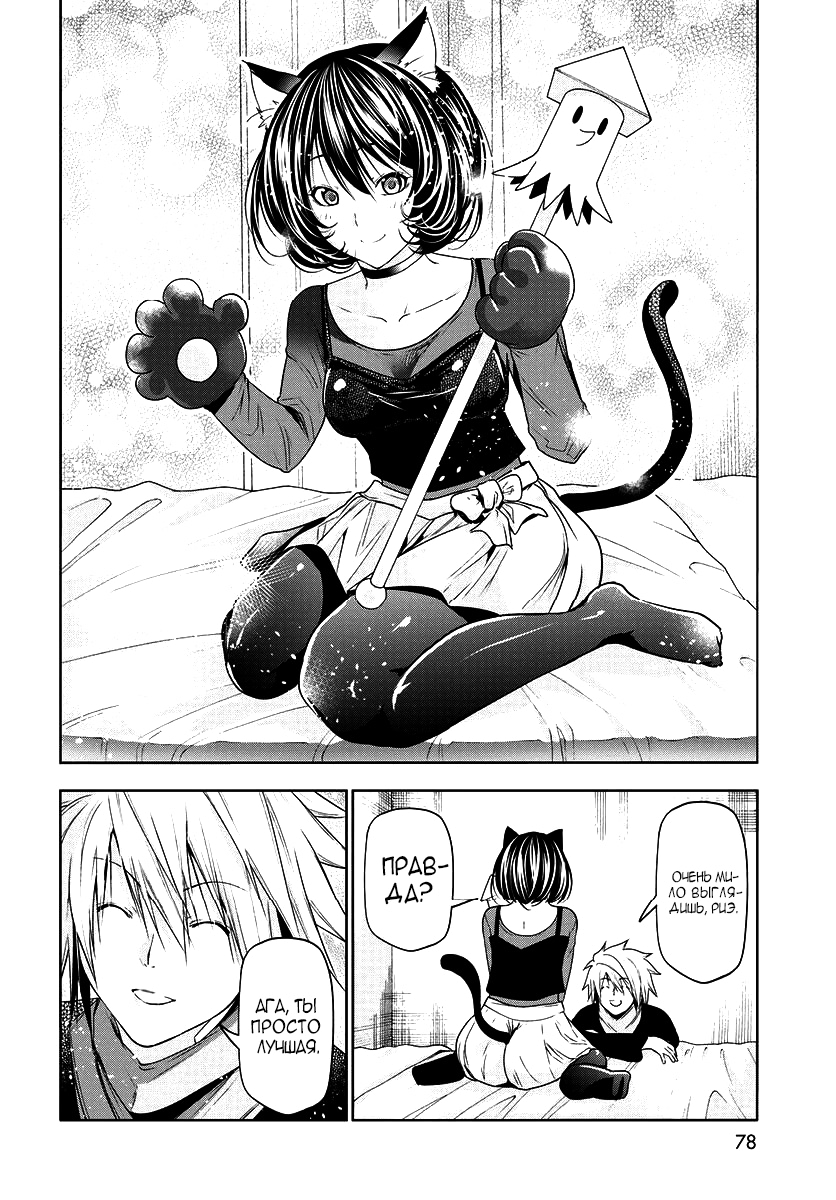 ОЧЕНЬ МИ-
ЛО ВЫГЛЯ-
ДИШЬ, РИЭ.
ПРАВ-
ДА?
АГА, ТЫ
ПРОСТО
ЛУЧШАЯ.
78